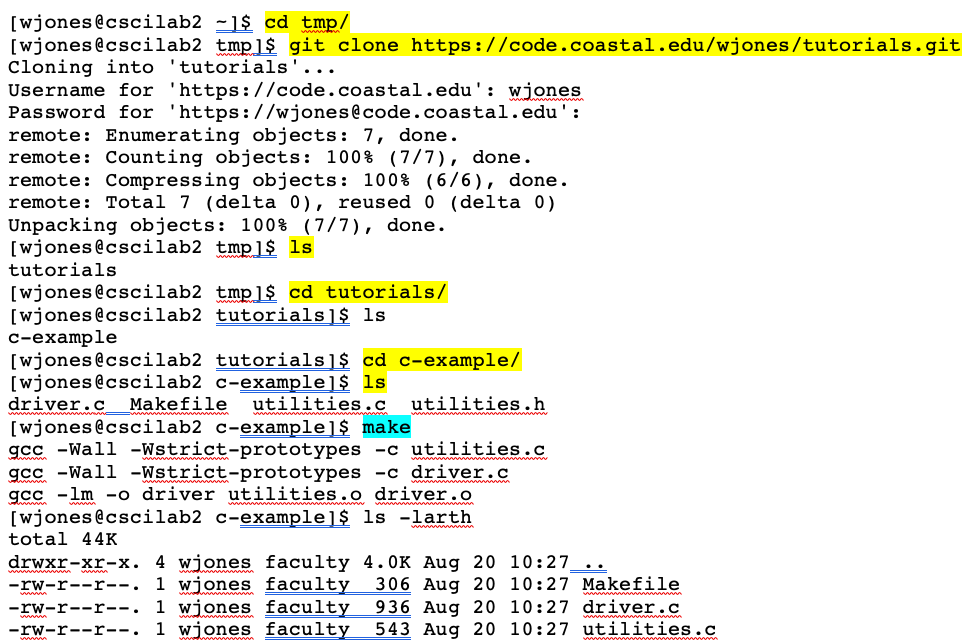 [wjones@cscilab2 ~]$ cd tmp/
[wjones@cscilab2 tmp]$ git clone https://code.coastal.edu/wjones/tutorials.git
Cloning into 'tutorials'...
Username for 'https://code.coastal.edu': wjones
Password for 'https://wjones@code.coastal.edu':
remote: Enumerating objects: 7, done.
remote: Counting objects: 100% (7/7), done.
remote: Compressing objects: 100% (6/6), done.
remote: Total 7 (delta 0), reused 0 (delta 0)
Unpacking objects: 100% (7/7), done.
[wjones@cscilab2 tmp]$ ls
tutorials
[wjones@cscilab2 tmp]$ cd tutorials/
[wjones@cscilab2 tutorials]$ ls
c-example
[wjones@cscilab2 tutorials]$ cd c-example/
[wjones@cscilab2 c-example]$ ls
driver.c  Makefile  utilities.c  utilities.h
[wjones@cscilab2 c-example]$ make
gcc -Wall -Wstrict-prototypes -c utilities.c
gcc -Wall -Wstrict-prototypes -c driver.c
gcc -lm -o driver utilities.o driver.o
[wjones@cscilab2 c-example]$ ls -larth
total 44K
drwxr-xr-x. 4 wjones faculty 4.0K Aug 20 10:27 ..
-rw-r--r--. 1 wjones faculty  306 Aug 20 10:27 Makefile
-rw-r--r--. 1 wjones faculty  936 Aug 20 10:27 driver.c
-rw-r--r--. 1 wjones faculty  543 Aug 20 10:27 utilities.c